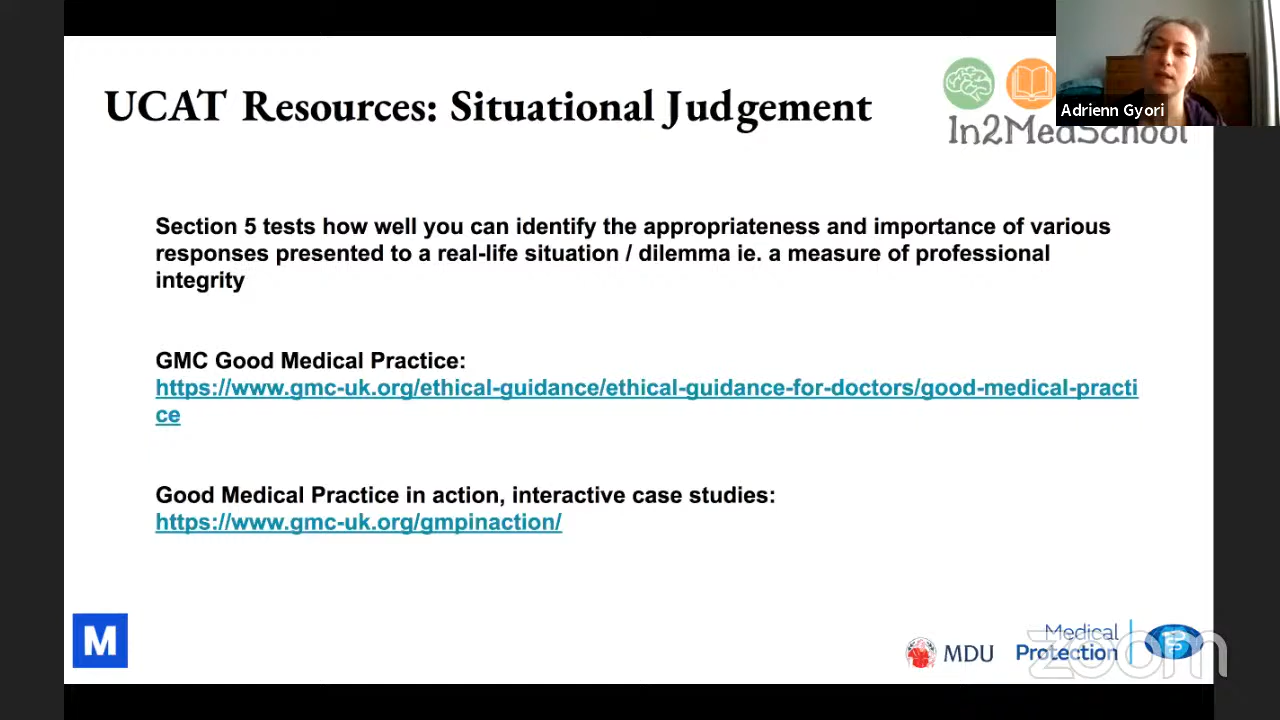 UCAT Resources: Situational Judgement
In2MedSchool
Adrienn Gyori
Section 5 tests how well you can identify the appropriateness and importance of various
responses presented to a real-life situation / dilemma ie. a measure of professional
integrity
GMC Good Medical Practice:
https://www.gmc-uk.org/ethical-guidance/ethical-guidance-for-doctors/good-medical-practi
ce
Good Medical Practice in action, interactive case studies:
https://www.gmc-uk.org/gmpinaction/
M
MDU
Medical
Protection
zoom